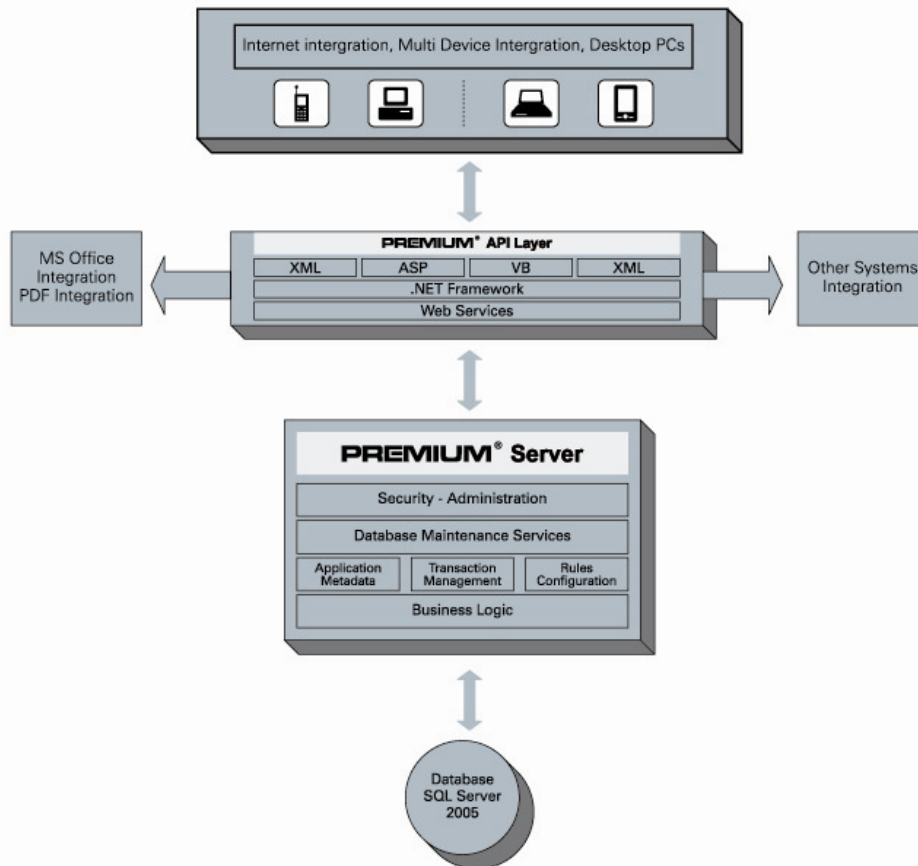 Internet intergration, Multi Device Intergration, Desktop PCs
PREMIUM® API Layer
XML ASP VB XML
.NET Framework
Web Services
MS Office
Integration
PDF Integration
Other Systems
Integration
PREMIUM® Server
Security - Administration
Database Maintenance Services
Application
Metadata
Transaction
Management
Rules
Configuration
Business Logic
Database
SQL Server
2005